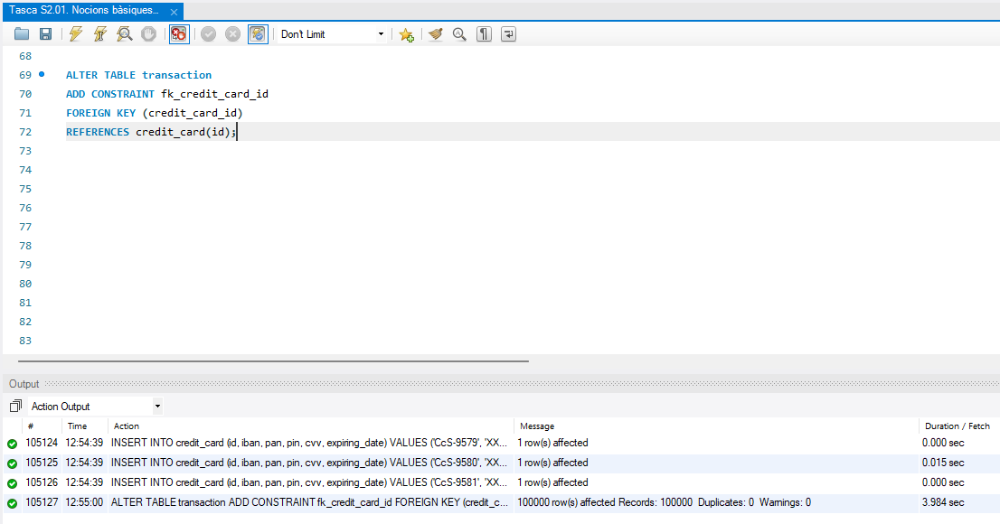 Tasca S2.01. Nocions bàsiques...
Don't Limit
68
69 ALTER TABLE transaction
70 ADD CONSTRAINT fk_credit_card_id
71 FOREIGN KEY (credit_card_id)
72 REFERENCES credit_card(id);
73
74
75
76
77
78
79
80
81
82
83
Output
Action Output
# Time Action Message Duration / Fetch
105124 12:54:39 INSERT INTO credit_card (id, iban, pan, pin, cvv, expiring_date) VALUES ('CcS-9579', 'XX... 1 row(s) affected 0.000 sec
105125 12:54:39 INSERT INTO credit_card (id, iban, pan, pin, cvv, expiring_date) VALUES ('CcS-9580', 'XX... 1 row(s) affected 0.015 sec
105126 12:54:39 INSERT INTO credit_card (id, iban, pan, pin, cvv, expiring_date) VALUES ('CcS-9581', 'XX... 1 row(s) affected 0.000 sec
105127 12:55:00 ALTER TABLE transaction ADD CONSTRAINT fk_credit_card_id FOREIGN KEY (credit_c... 100000 row(s) affected Records: 100000 Duplicates: 0 Warnings: 0 3.984 sec